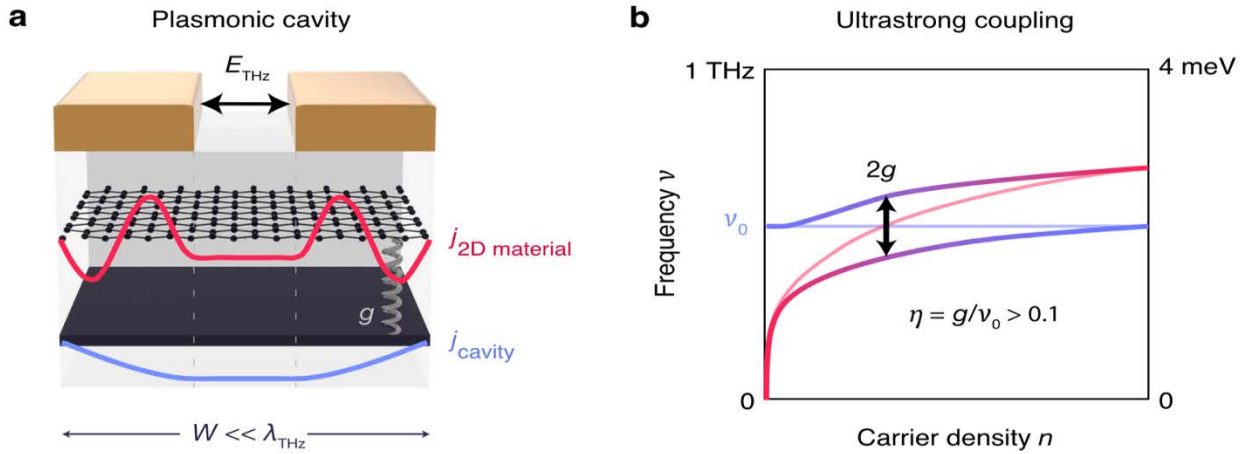 a
Plasmonic cavity
E_THz
j_2D material
g
j_cavity
W << λ_THz
b
Ultrastrong coupling
1 THz
4 meV
2g
ν_0
Frequency ν
η = g/ν_0 > 0.1
0
0
Carrier density n